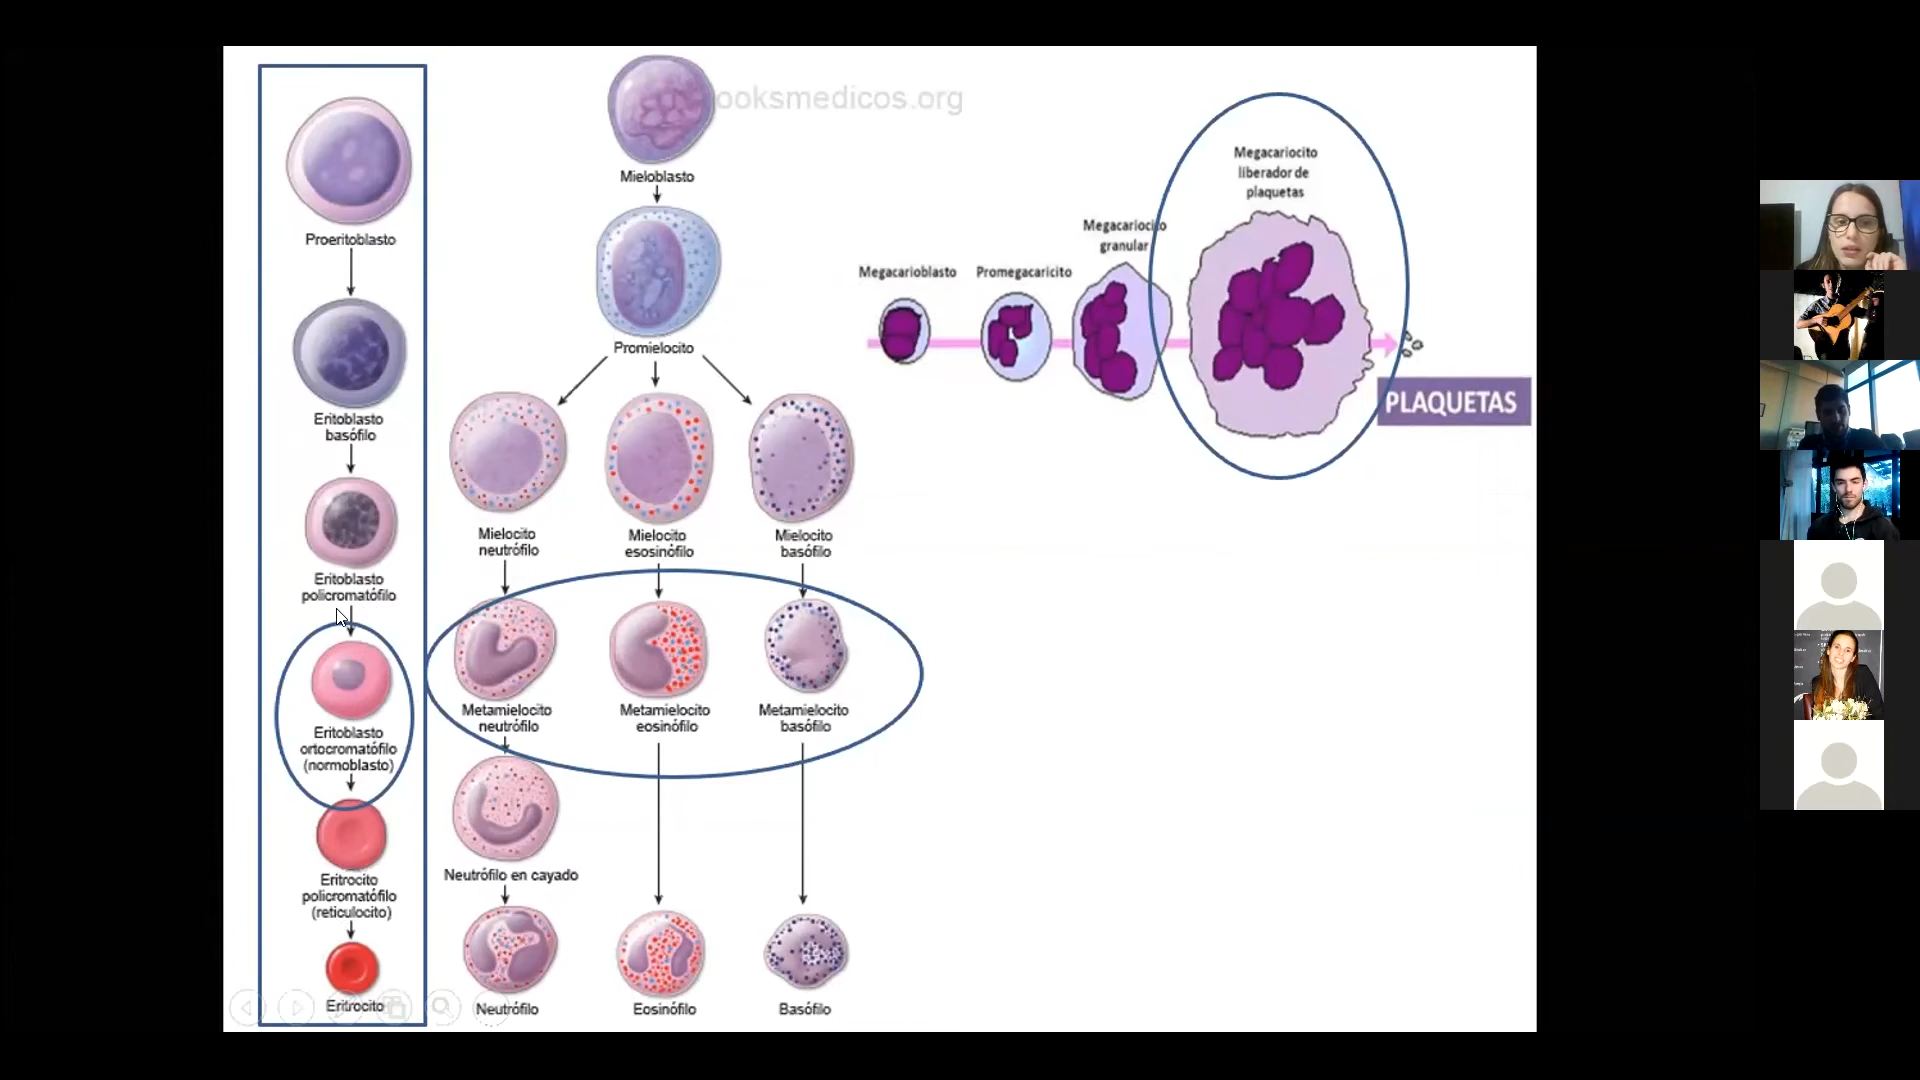 Proeritoblasto
Eritoblasto
basófilo
Eritoblasto
policromatófilo
Eritoblasto
ortocromatófilo
(normoblasto)
Eritrocito
policromatófilo
(reticulocito)
Eritrocito
ooksmedicos.org
Mieloblasto
Promielocito
Mielocito
neutrófilo
Mielocito
esosinófilo
Mielocito
basófilo
Metamielocito
neutrófilo
Metamielocito
eosinófilo
Metamielocito
basófilo
Neutrófilo en cayado
Neutrófilo
Eosinófilo
Basófilo
Megacarioblasto
Promegacaricito
Megacariocito
granular
Megacariocito
liberador de
plaquetas
PLAQUETAS